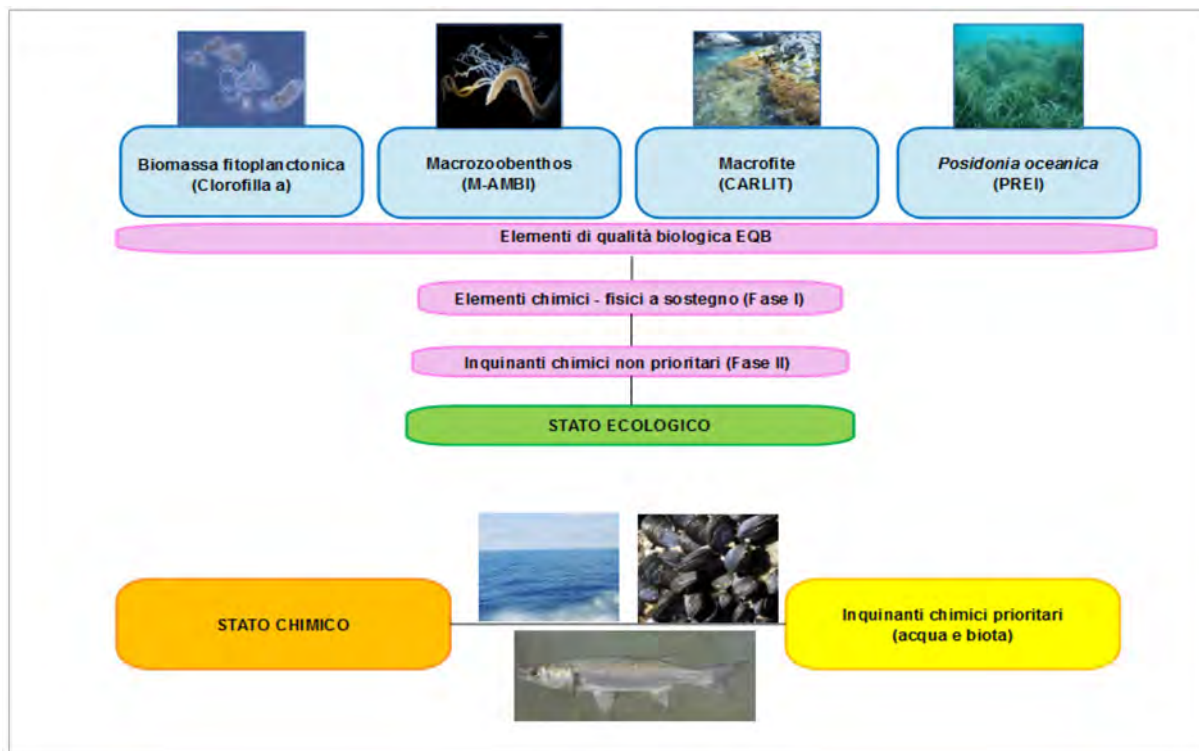 Biomassa fitoplanctonica
(Clorofilla a)
Macrozoobenthos
(M-AMBI)
Macrofite
(CARLIT)
Posidonia oceanica
(PREI)
Elementi di qualità biologica EQB
Elementi chimici - fisici a sostegno (Fase I)
Inquinanti chimici non prioritari (Fase II)
STATO ECOLOGICO
STATO CHIMICO
Inquinanti chimici prioritari
(acqua e biota)